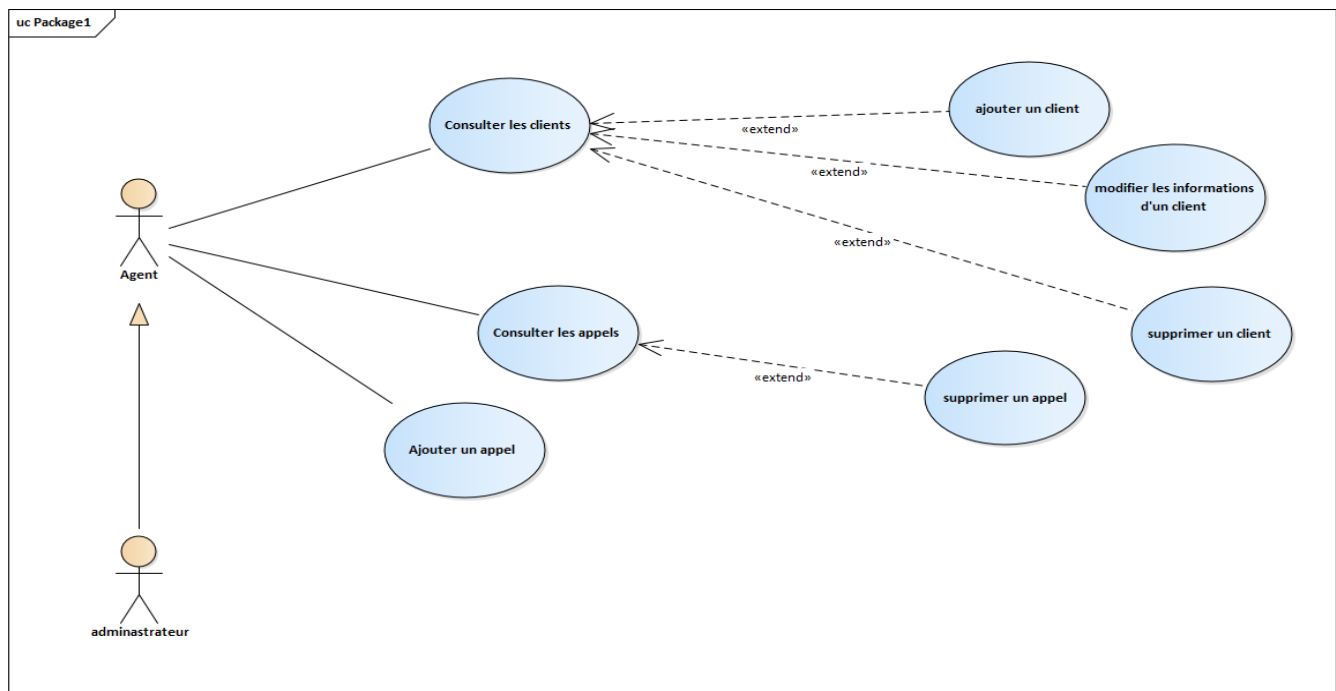 uc Package1
Consulter les clients
«extend»
ajouter un client
«extend»
modifier les informations
d'un client
«extend»
Agent
Consulter les appels
supprimer un client
«extend»
supprimer un appel
Ajouter un appel
adminastrateur